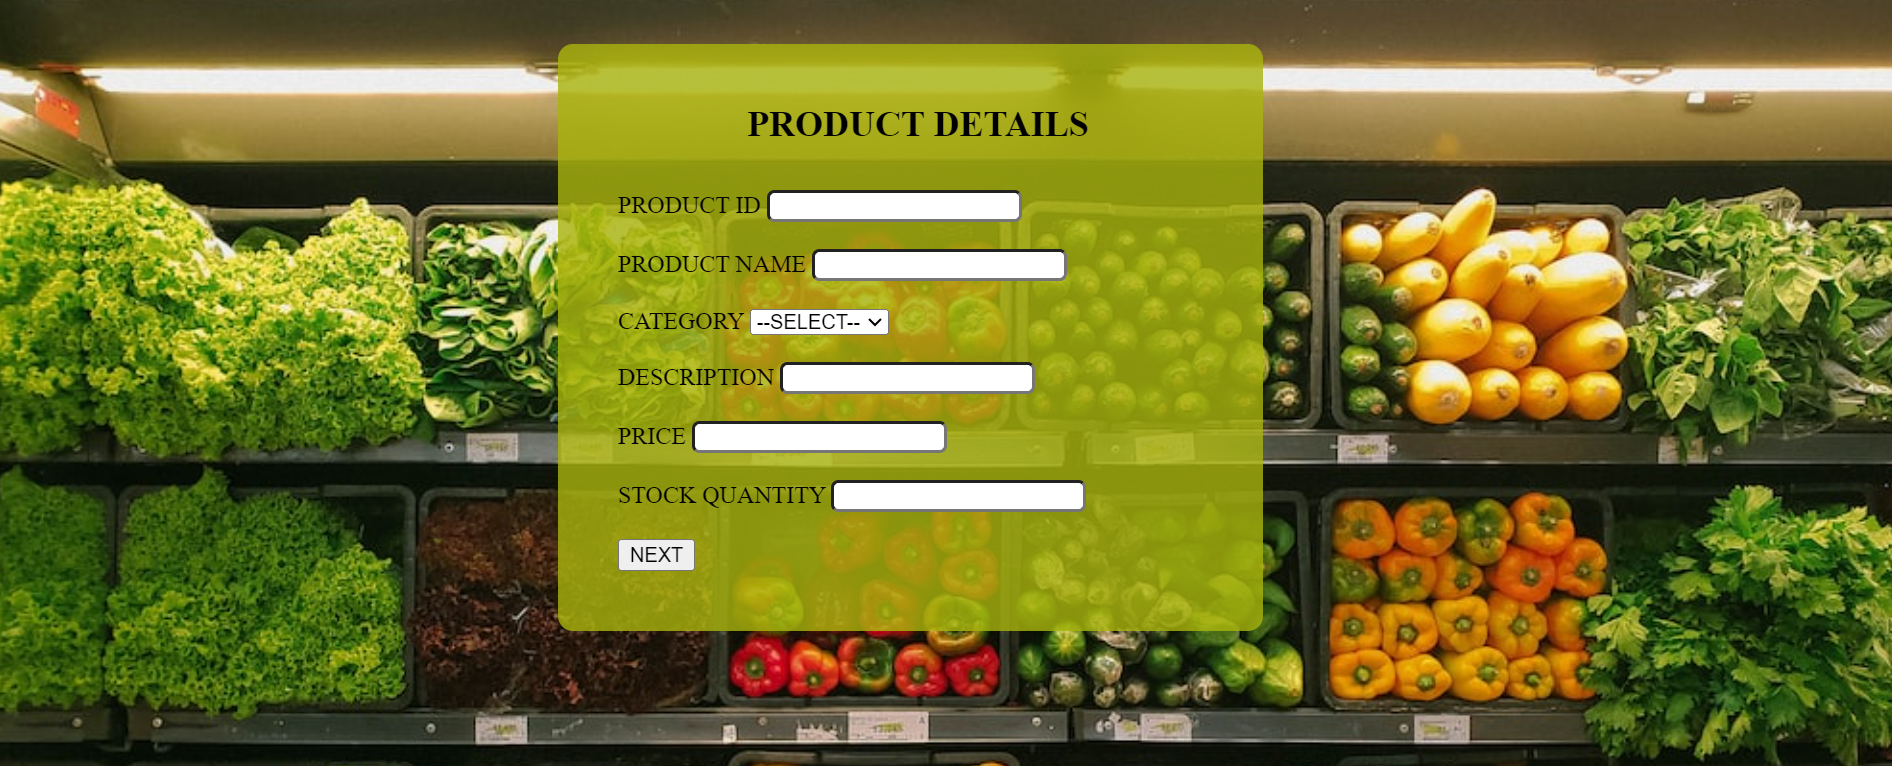 PRODUCT DETAILS
PRODUCT ID
PRODUCT NAME
CATEGORY --SELECT--
DESCRIPTION
PRICE
STOCK QUANTITY
NEXT